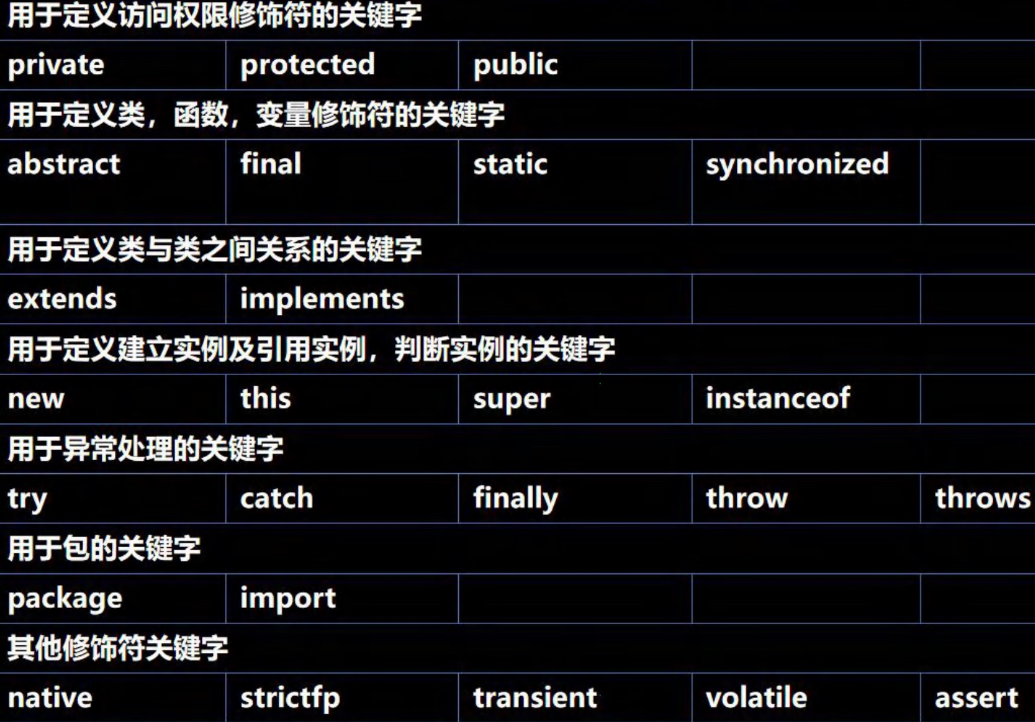 用于定义访问权限修饰符的关键字
private protected public
用于定义类，函数，变量修饰符的关键字
abstract final static synchronized
用于定义类与类之间关系的关键字
extends implements
用于定义建立实例及引用实例，判断实例的关键字
new this super instanceof
用于异常处理的关键字
try catch finally throw throws
用于包的关键字
package import
其他修饰符关键字
native strictfp transient volatile assert